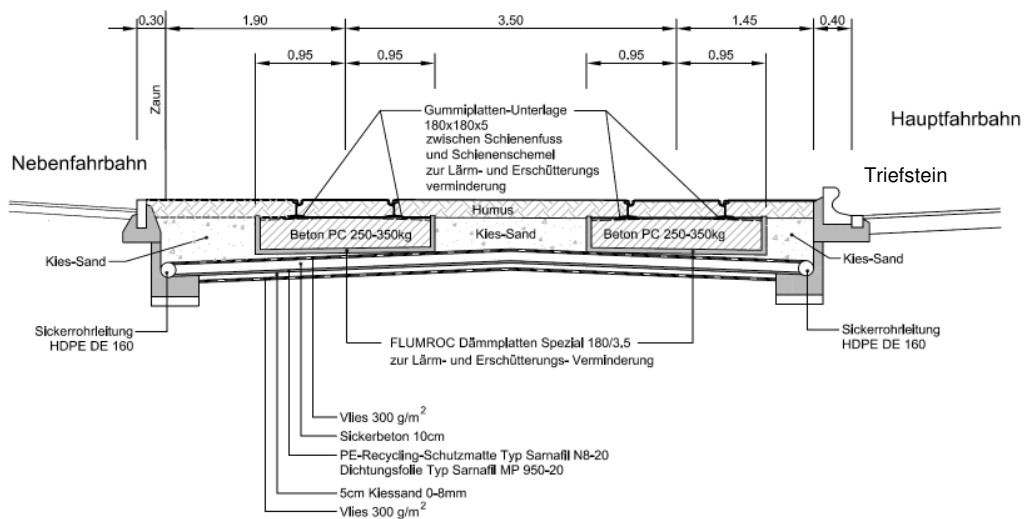 0.30
1.90
3.50
1.45
0.40
0.95
0.95
0.95
0.95
Zaun
Gummiplatten-Unterlage
180x180x5
zwischen Schienenfuss
und Schienenschemel
zur Lärm- und Erschütterungs
verminderung
Hauptfahrbahn
Nebenfahrbahn
Triefstein
Humus
Beton PC 250-350kg
Kies-Sand
Beton PC 250-350kg
Kies-Sand
Kies-Sand
Sickerrohrleitung
HDPE DE 160
Sickerrohrleitung
HDPE DE 160
FLUMROC Dämmplatten Spezial 180/3,5
zur Lärm- und Erschütterungs- Verminderung
Vlies 300 g/m²
Sickerbeton 10cm
PE-Recycling-Schutzmatte Typ Sarnafil N8-20
Dichtungsfolie Typ Sarnafil MP 950-20
5cm Kiessand 0-8mm
Vlies 300 g/m²